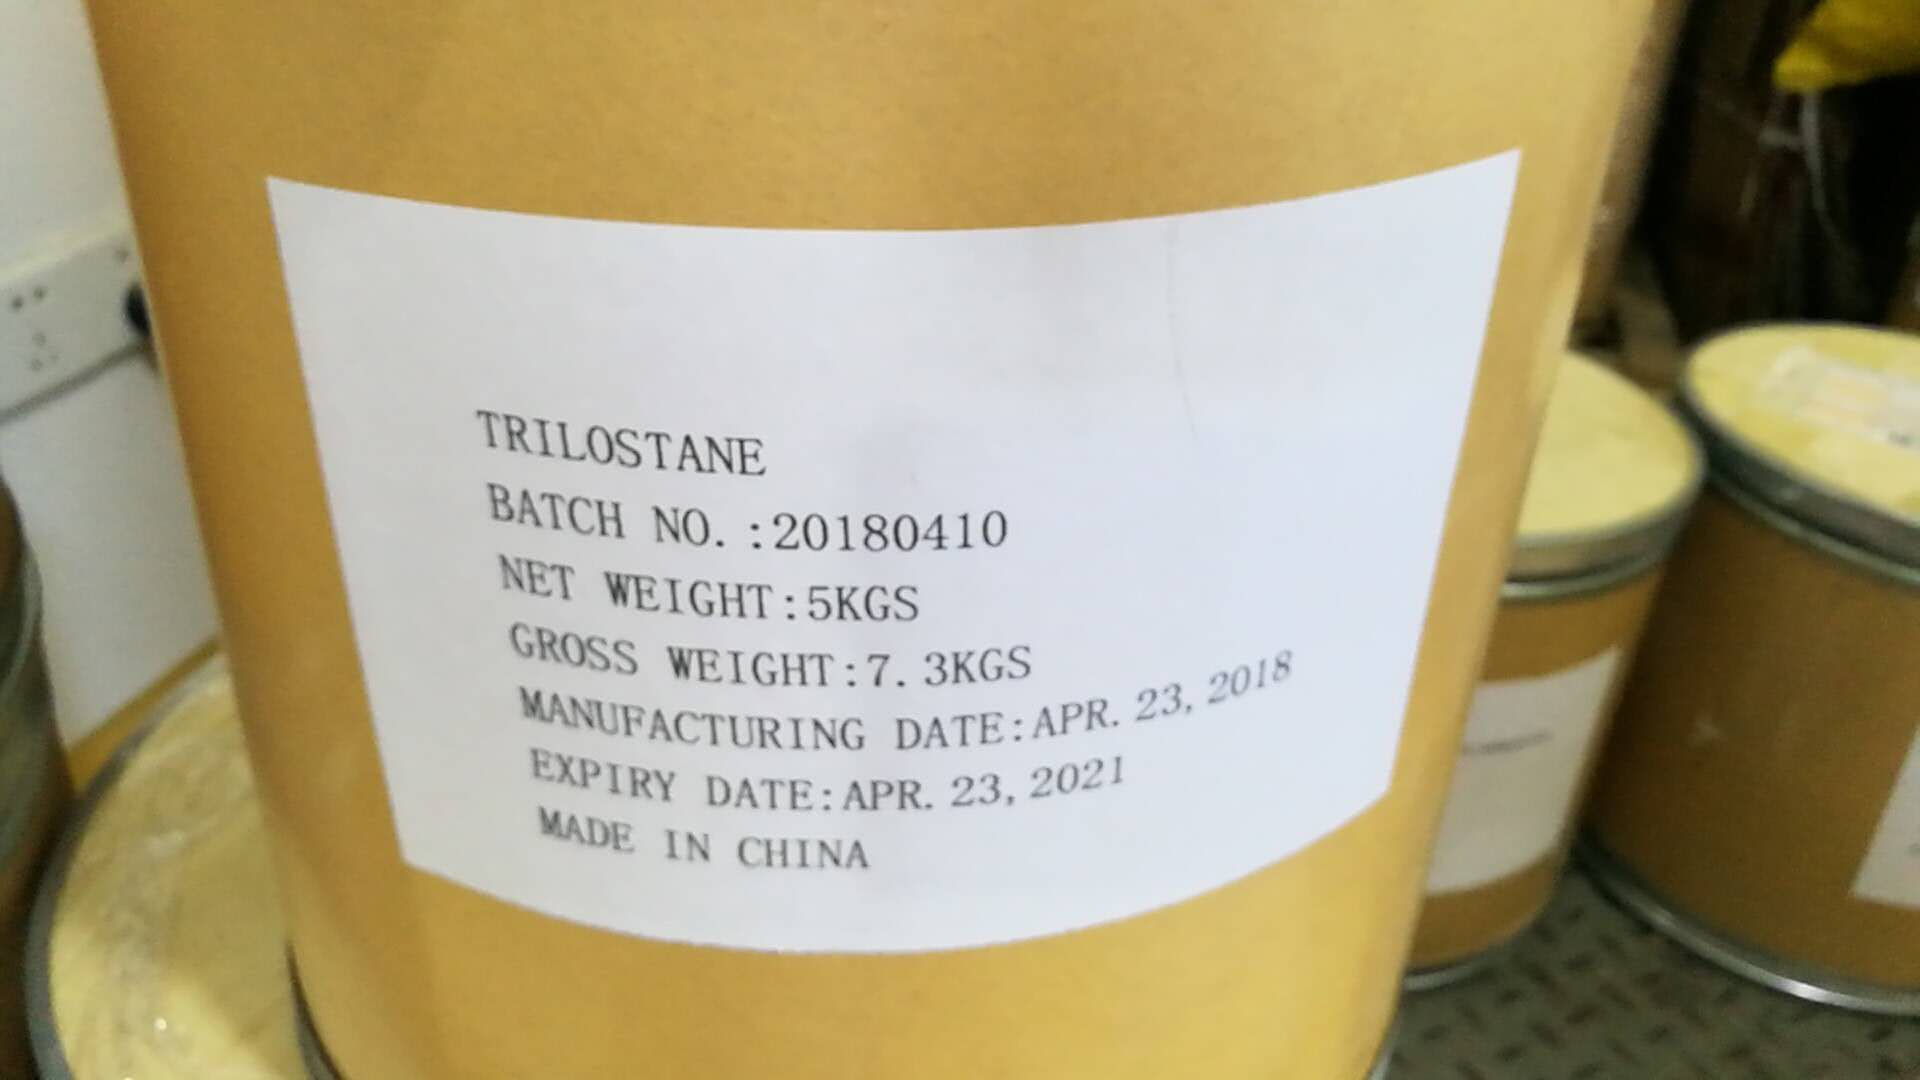 TRILOSTANE
BATCH NO.:20180410
NET WEIGHT:5KGS
GROSS WEIGHT:7.3KGS
MANUFACTURING DATE:APR.23,2018
EXPIRY DATE:APR.23,2021
MADE IN CHINA